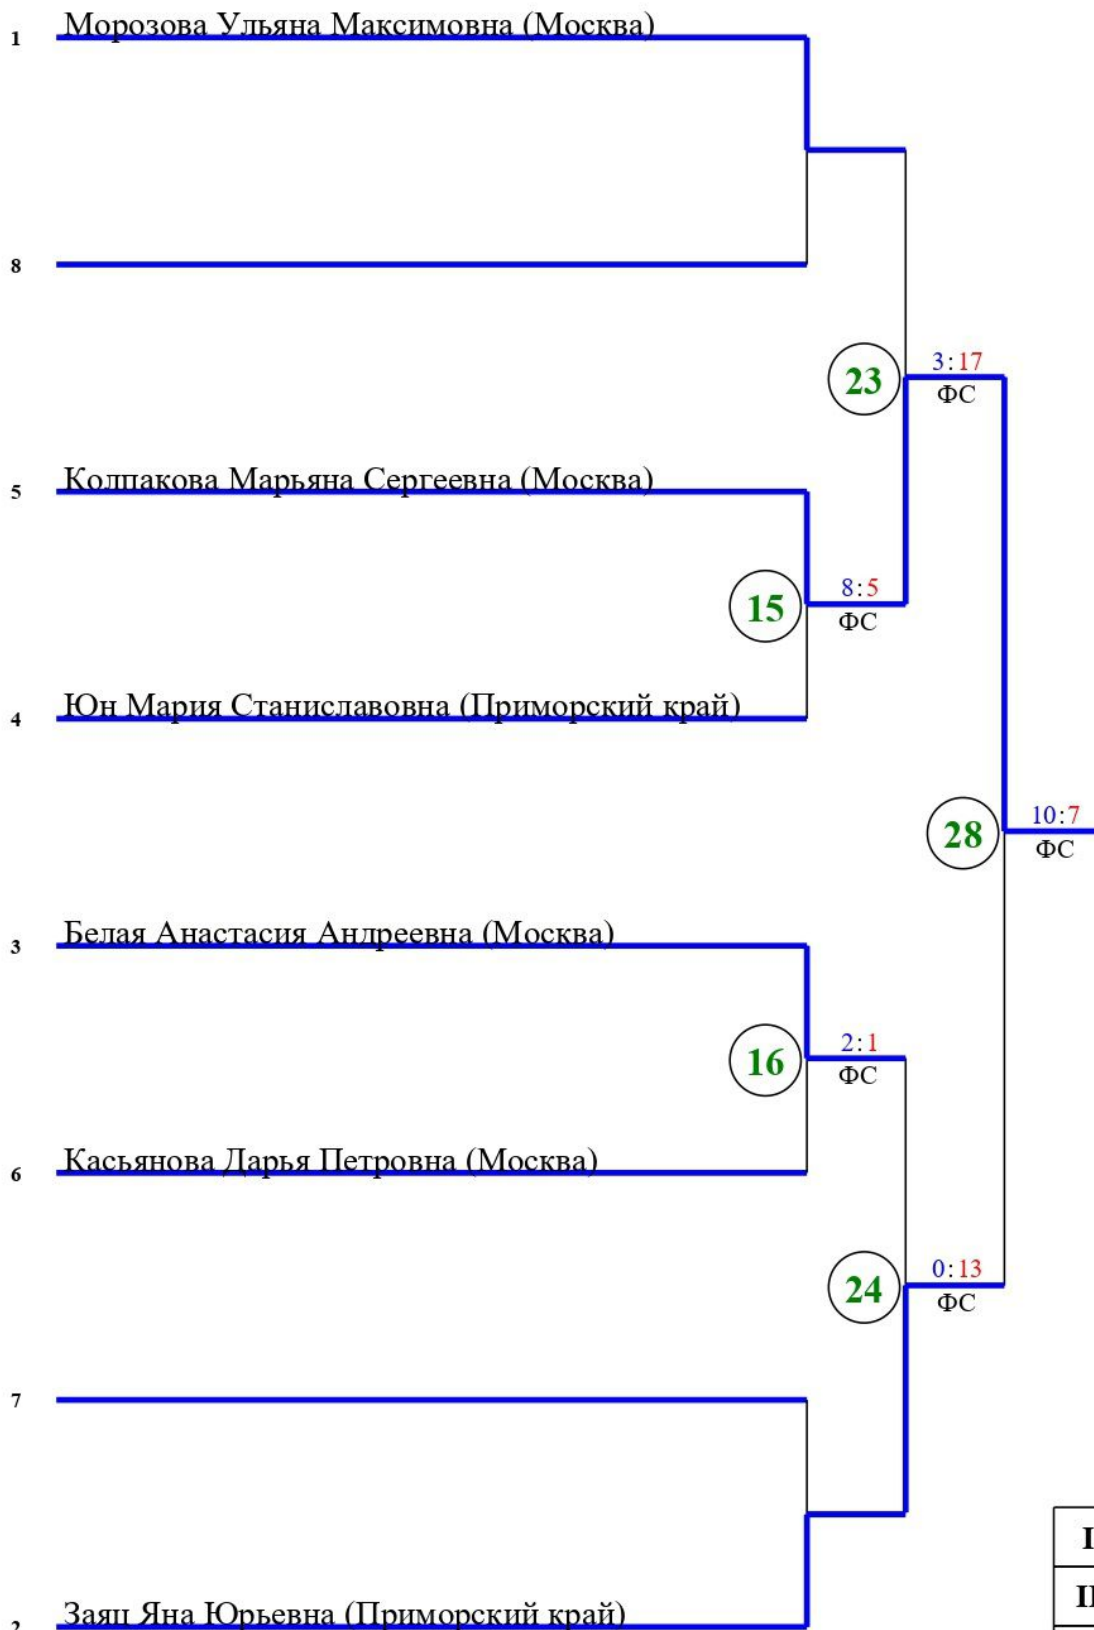 1 Морозова Ульяна Максимовна (Москва)
8
23 3:17
ФС
5 Колпакова Марьяна Сергеевна (Москва)
15 8:5
ФС
4 Юн Мария Станиславовна (Приморский край)
28 10:7
ФС
3 Белая Анастасия Андреевна (Москва)
16 2:1
ФС
6 Касьянова Дарья Петровна (Москва)
24 0:13
ФС
7
I
II
2 Заяц Яна Юрьевна (Приморский край)